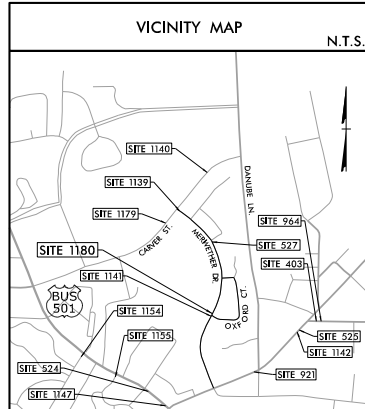 VICINITY MAP
N.T.S.
SITE 1140
SITE 1139
SITE 1179
DANUBE LN.
SITE 964
CARVER ST.
MERIWETHER DR.
SITE 527
SITE 1180
SITE 403
SITE 1141
OXFORD CT.
BUS
501
SITE 1154
SITE 1155
SITE 525
SITE 1142
SITE 524
SITE 921
SITE 1147